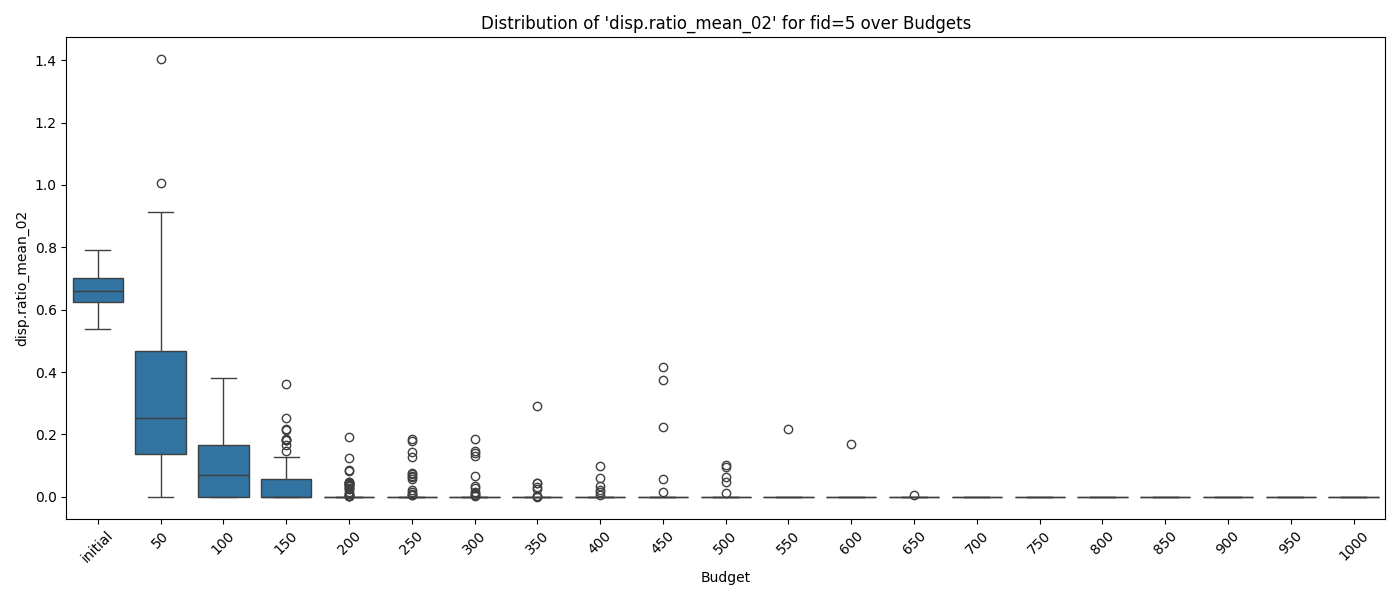 Distribution of 'disp.ratio_mean_02' for fid=5 over Budgets
disp.ratio_mean_02
1.4
1.2
1.0
0.8
0.6
0.4
0.2
0.0
initial 50 100 150 200 250 300 350 400 450 500 550 600 650 700 750 800 850 900 950 1000
Budget